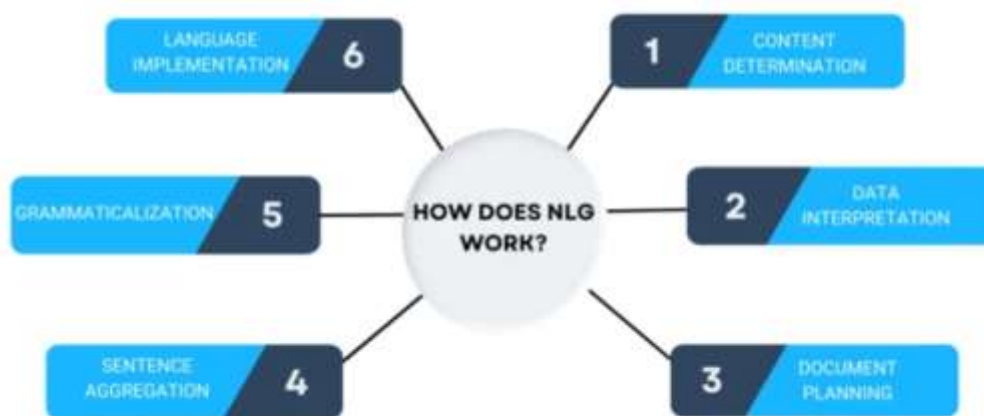 HOW DOES NLG
WORK?
1
CONTENT
DETERMINATION
2
DATA
INTERPRETATION
3
DOCUMENT
PLANNING
4
SENTENCE
AGGREGATION
5
GRAMMATICALIZATION
6
LANGUAGE
IMPLEMENTATION